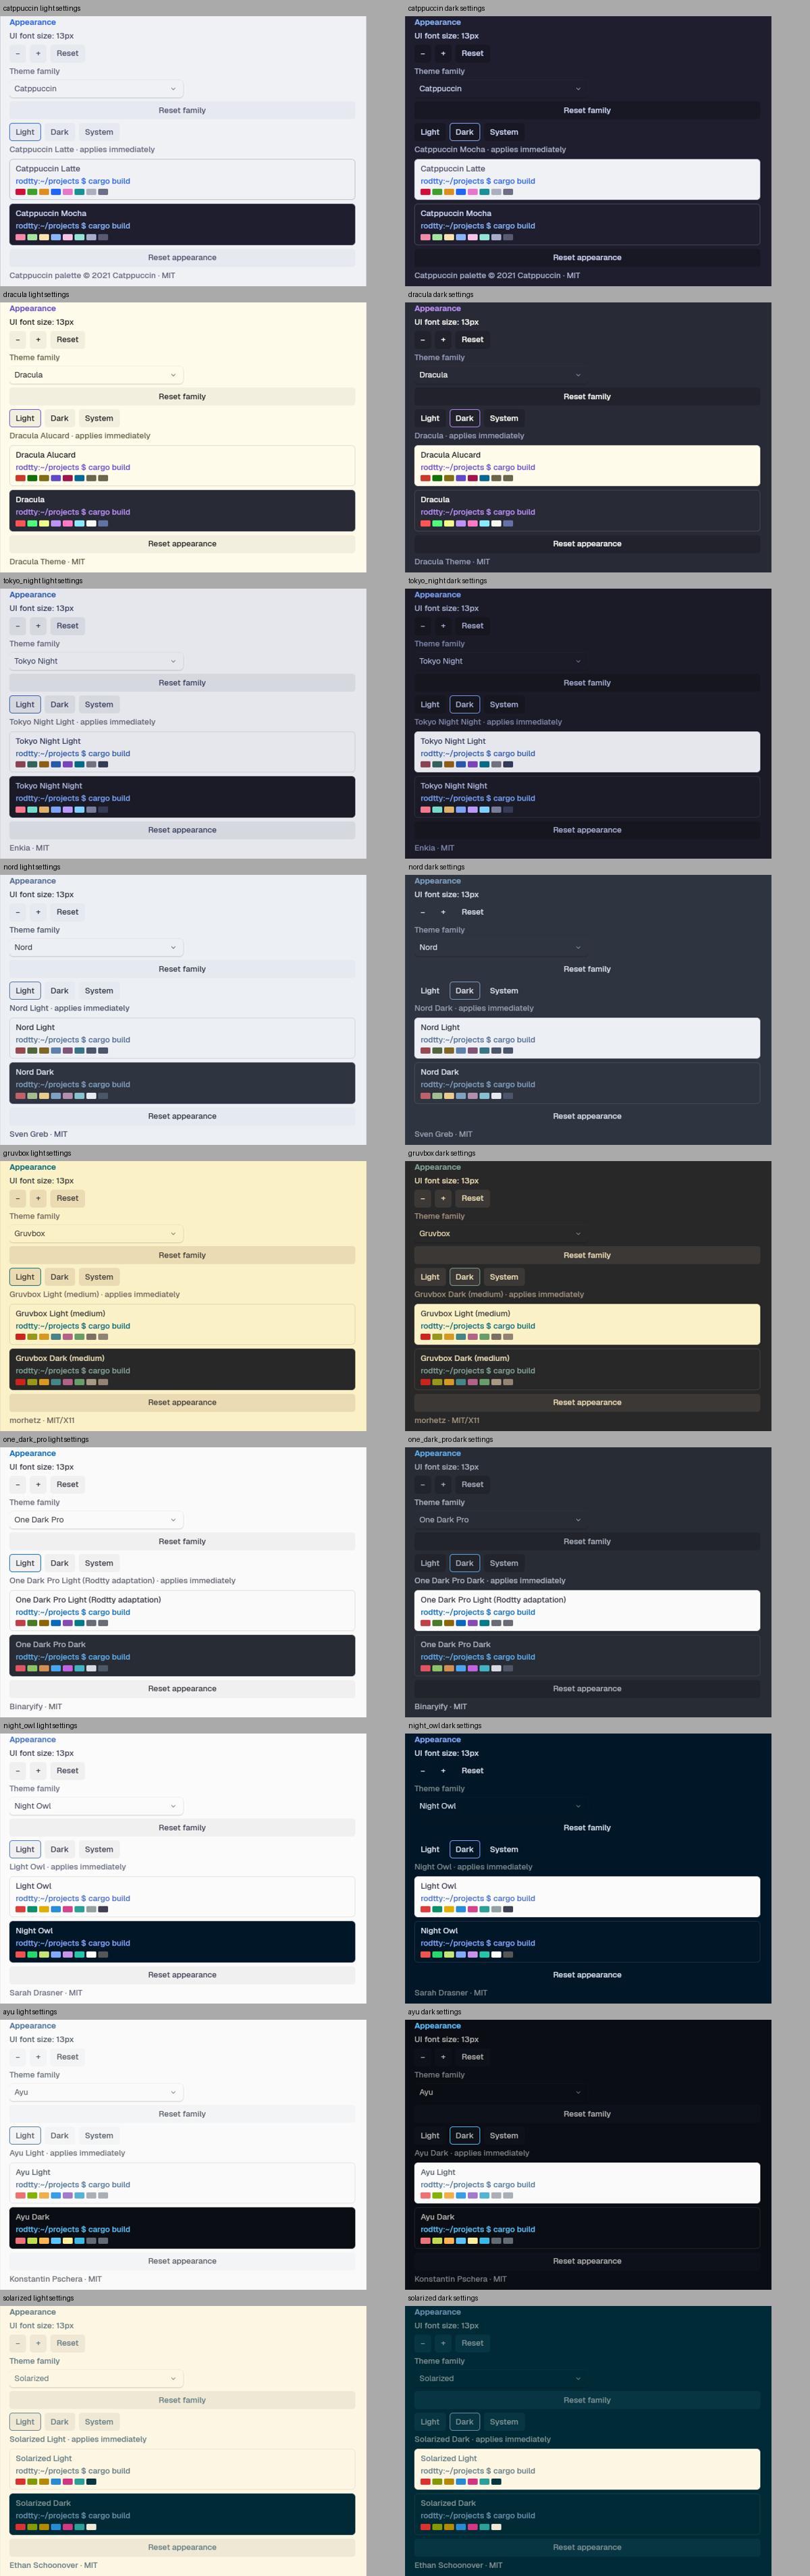 catppuccin light settings
Appearance
UI font size: 13px
− + Reset
Theme family
Catppuccin
Reset family
Light Dark System
Catppuccin Latte · applies immediately
Catppuccin Latte
rodtty:~/projects $ cargo build
Catppuccin Mocha
rodtty:~/projects $ cargo build
Reset appearance
Catppuccin palette © 2021 Catppuccin · MIT
catppuccin dark settings
Appearance
UI font size: 13px
− + Reset
Theme family
Catppuccin
Reset family
Light Dark System
Catppuccin Mocha · applies immediately
Catppuccin Latte
rodtty:~/projects $ cargo build
Catppuccin Mocha
rodtty:~/projects $ cargo build
Reset appearance
Catppuccin palette © 2021 Catppuccin · MIT
dracula light settings
Appearance
UI font size: 13px
− + Reset
Theme family
Dracula
Reset family
Light Dark System
Dracula Alucard · applies immediately
Dracula Alucard
rodtty:~/projects $ cargo build
Dracula
rodtty:~/projects $ cargo build
Reset appearance
Dracula Theme · MIT
dracula dark settings
Appearance
UI font size: 13px
− + Reset
Theme family
Dracula
Reset family
Light Dark System
Dracula · applies immediately
Dracula Alucard
rodtty:~/projects $ cargo build
Dracula
rodtty:~/projects $ cargo build
Reset appearance
Dracula Theme · MIT
tokyo_night light settings
Appearance
UI font size: 13px
− + Reset
Theme family
Tokyo Night
Reset family
Light Dark System
Tokyo Night Light · applies immediately
Tokyo Night Light
rodtty:~/projects $ cargo build
Tokyo Night Night
rodtty:~/projects $ cargo build
Reset appearance
Enkia · MIT
tokyo_night dark settings
Appearance
UI font size: 13px
− + Reset
Theme family
Tokyo Night
Reset family
Light Dark System
Tokyo Night Night · applies immediately
Tokyo Night Light
rodtty:~/projects $ cargo build
Tokyo Night Night
rodtty:~/projects $ cargo build
Reset appearance
Enkia · MIT
nord light settings
Appearance
UI font size: 13px
− + Reset
Theme family
Nord
Reset family
Light Dark System
Nord Light · applies immediately
Nord Light
rodtty:~/projects $ cargo build
Nord Dark
rodtty:~/projects $ cargo build
Reset appearance
Sven Greb · MIT
nord dark settings
Appearance
UI font size: 13px
− + Reset
Theme family
Nord
Reset family
Light Dark System
Nord Dark · applies immediately
Nord Light
rodtty:~/projects $ cargo build
Nord Dark
rodtty:~/projects $ cargo build
Reset appearance
Sven Greb · MIT
gruvbox light settings
Appearance
UI font size: 13px
− + Reset
Theme family
Gruvbox
Reset family
Light Dark System
Gruvbox Light (medium) · applies immediately
Gruvbox Light (medium)
rodtty:~/projects $ cargo build
Gruvbox Dark (medium)
rodtty:~/projects $ cargo build
Reset appearance
morhetz · MIT/X11
gruvbox dark settings
Appearance
UI font size: 13px
− + Reset
Theme family
Gruvbox
Reset family
Light Dark System
Gruvbox Dark (medium) · applies immediately
Gruvbox Light (medium)
rodtty:~/projects $ cargo build
Gruvbox Dark (medium)
rodtty:~/projects $ cargo build
Reset appearance
morhetz · MIT/X11
one_dark_pro light settings
Appearance
UI font size: 13px
− + Reset
Theme family
One Dark Pro
Reset family
Light Dark System
One Dark Pro Light (Rodtty adaptation) · applies immediately
One Dark Pro Light (Rodtty adaptation)
rodtty:~/projects $ cargo build
One Dark Pro Dark
rodtty:~/projects $ cargo build
Reset appearance
Binaryify · MIT
one_dark_pro dark settings
Appearance
UI font size: 13px
− + Reset
Theme family
One Dark Pro
Reset family
Light Dark System
One Dark Pro Dark · applies immediately
One Dark Pro Light (Rodtty adaptation)
rodtty:~/projects $ cargo build
One Dark Pro Dark
rodtty:~/projects $ cargo build
Reset appearance
Binaryify · MIT
night_owl light settings
Appearance
UI font size: 13px
− + Reset
Theme family
Night Owl
Reset family
Light Dark System
Light Owl · applies immediately
Light Owl
rodtty:~/projects $ cargo build
Night Owl
rodtty:~/projects $ cargo build
Reset appearance
Sarah Drasner · MIT
night_owl dark settings
Appearance
UI font size: 13px
− + Reset
Theme family
Night Owl
Reset family
Light Dark System
Night Owl · applies immediately
Light Owl
rodtty:~/projects $ cargo build
Night Owl
rodtty:~/projects $ cargo build
Reset appearance
Sarah Drasner · MIT
ayu light settings
Appearance
UI font size: 13px
− + Reset
Theme family
Ayu
Reset family
Light Dark System
Ayu Light · applies immediately
Ayu Light
rodtty:~/projects $ cargo build
Ayu Dark
rodtty:~/projects $ cargo build
Reset appearance
Konstantin Pschera · MIT
ayu dark settings
Appearance
UI font size: 13px
− + Reset
Theme family
Ayu
Reset family
Light Dark System
Ayu Dark · applies immediately
Ayu Light
rodtty:~/projects $ cargo build
Ayu Dark
rodtty:~/projects $ cargo build
Reset appearance
Konstantin Pschera · MIT
solarized light settings
Appearance
UI font size: 13px
− + Reset
Theme family
Solarized
Reset family
Light Dark System
Solarized Light · applies immediately
Solarized Light
rodtty:~/projects $ cargo build
Solarized Dark
rodtty:~/projects $ cargo build
Reset appearance
Ethan Schoonover · MIT
solarized dark settings
Appearance
UI font size: 13px
− + Reset
Theme family
Solarized
Reset family
Light Dark System
Solarized Dark · applies immediately
Solarized Light
rodtty:~/projects $ cargo build
Solarized Dark
rodtty:~/projects $ cargo build
Reset appearance
Ethan Schoonover · MIT